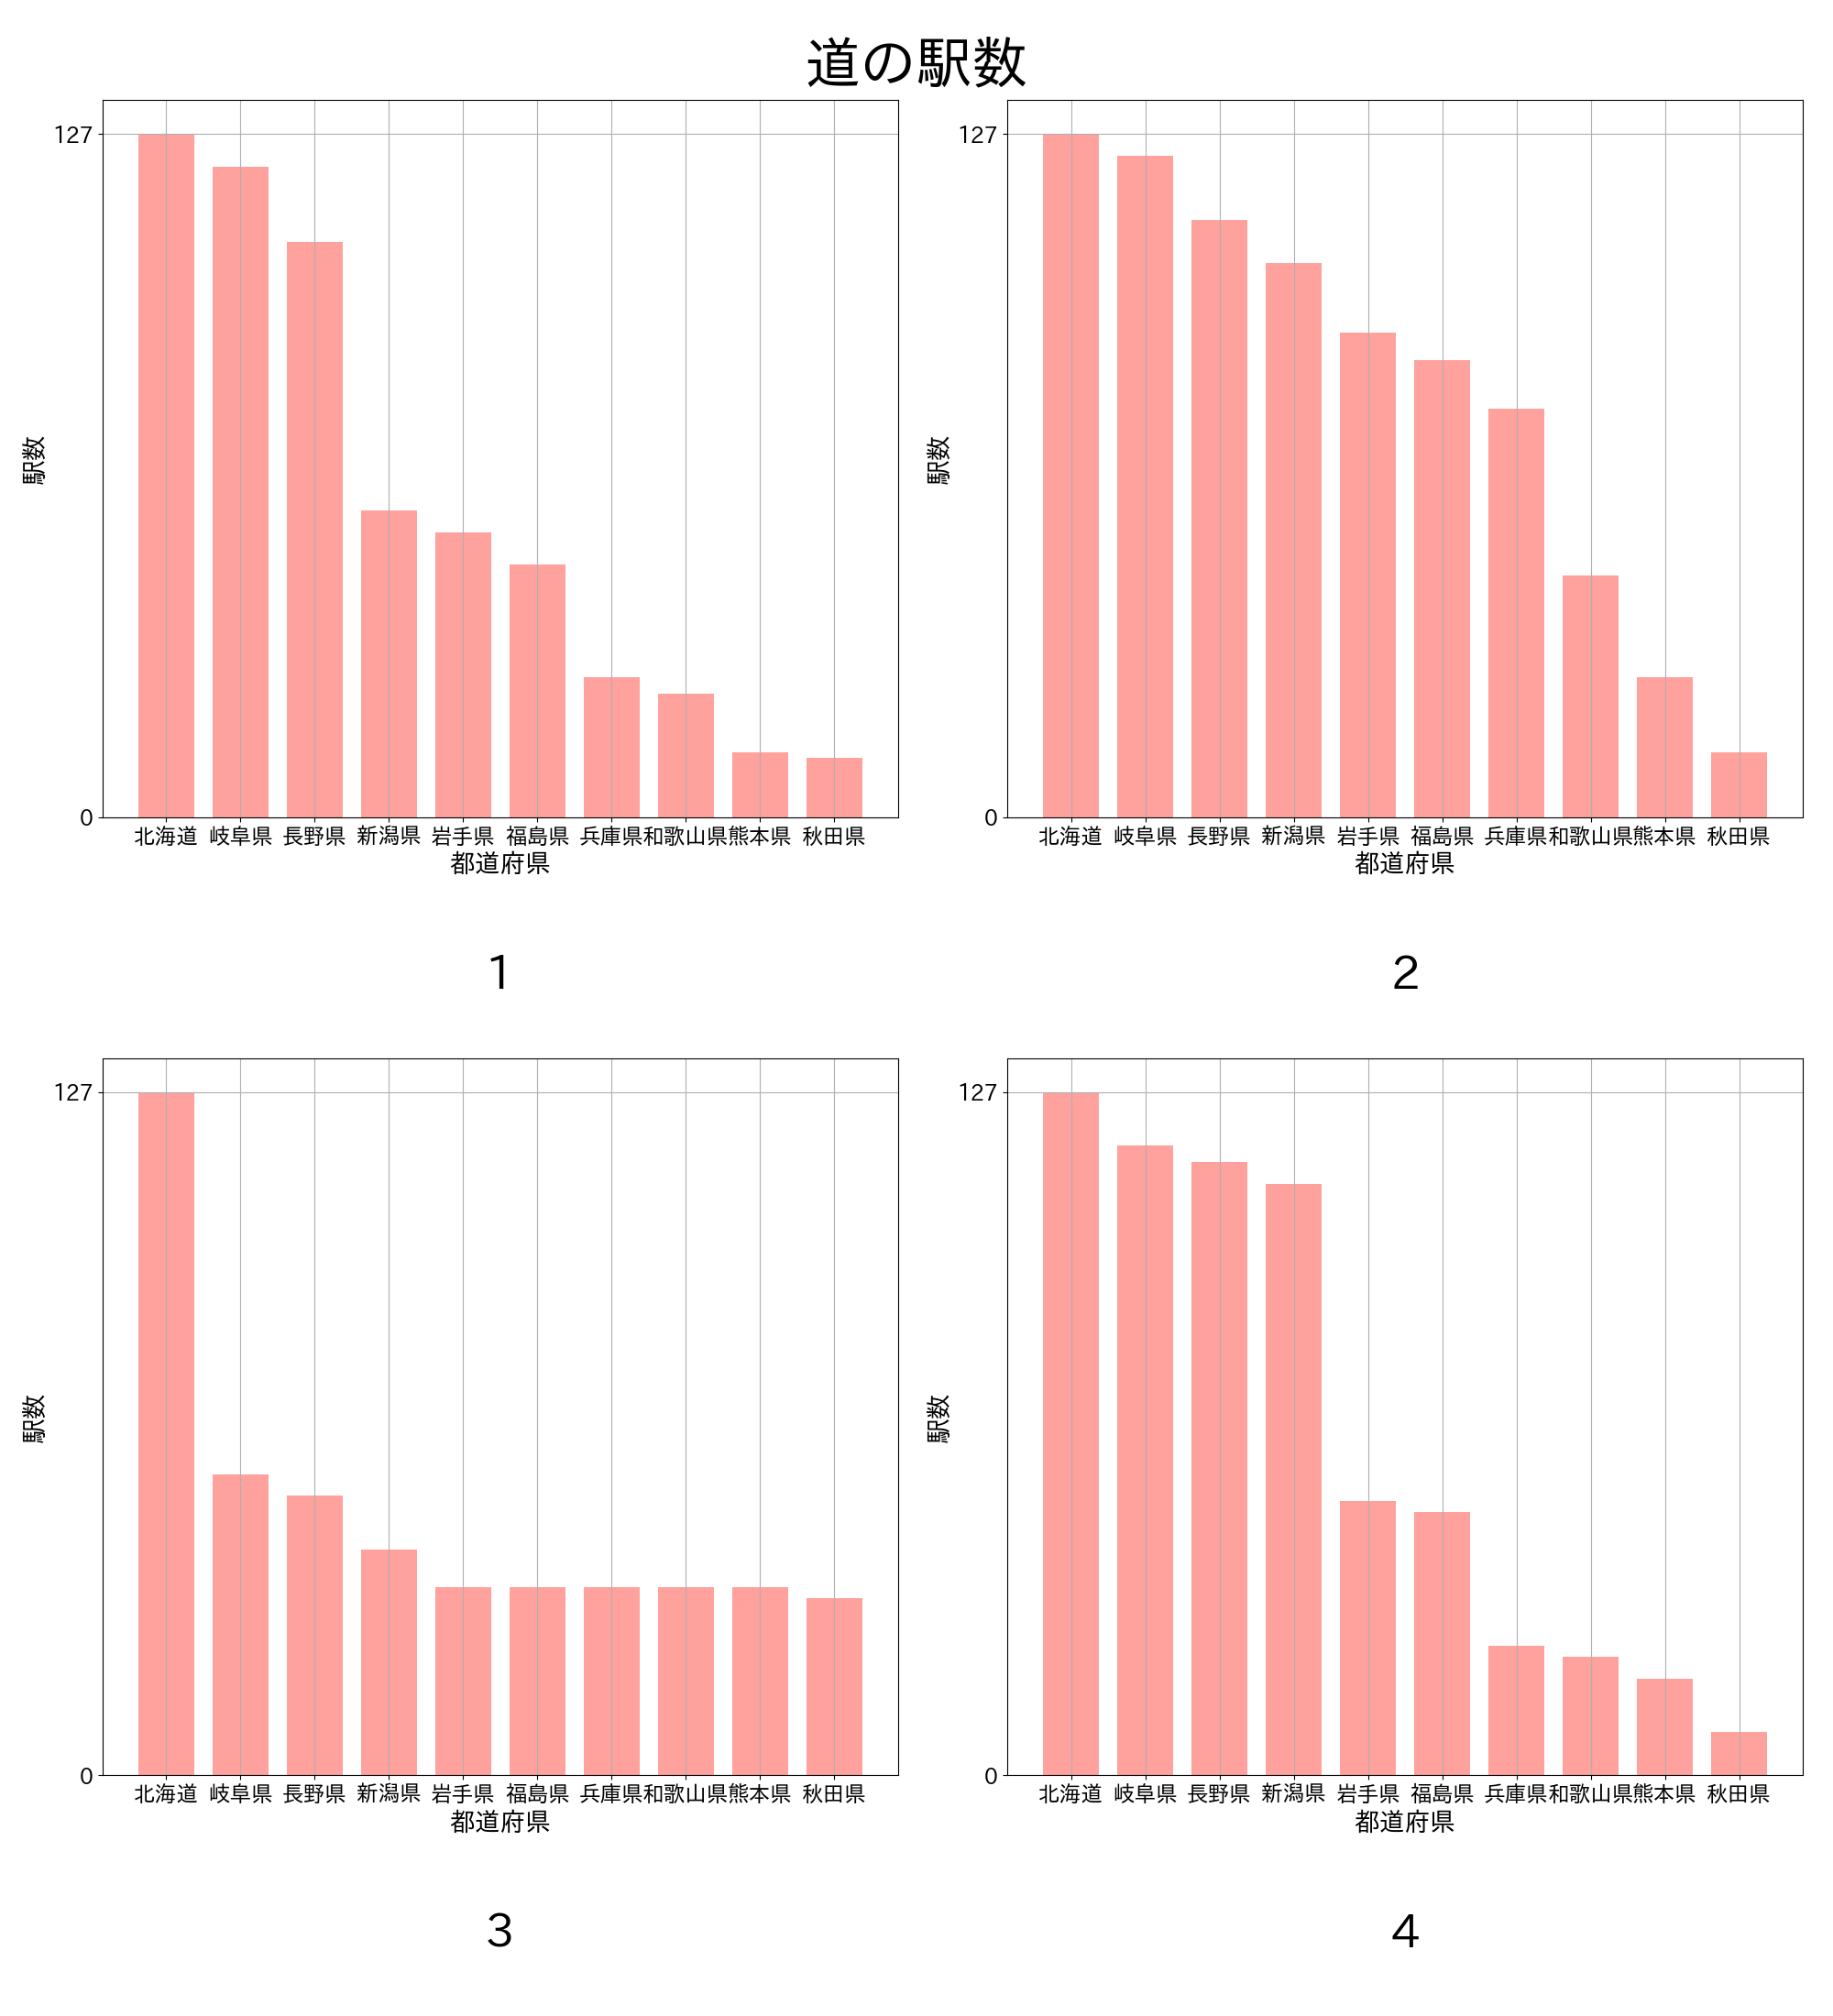 道の駅数
127
0
駅数
北海道 岐阜県 長野県 新潟県 岩手県 福島県 兵庫県 和歌山県 熊本県 秋田県
都道府県
1
127
0
駅数
北海道 岐阜県 長野県 新潟県 岩手県 福島県 兵庫県 和歌山県 熊本県 秋田県
都道府県
2
127
0
駅数
北海道 岐阜県 長野県 新潟県 岩手県 福島県 兵庫県 和歌山県 熊本県 秋田県
都道府県
3
127
0
駅数
北海道 岐阜県 長野県 新潟県 岩手県 福島県 兵庫県 和歌山県 熊本県 秋田県
都道府県
4